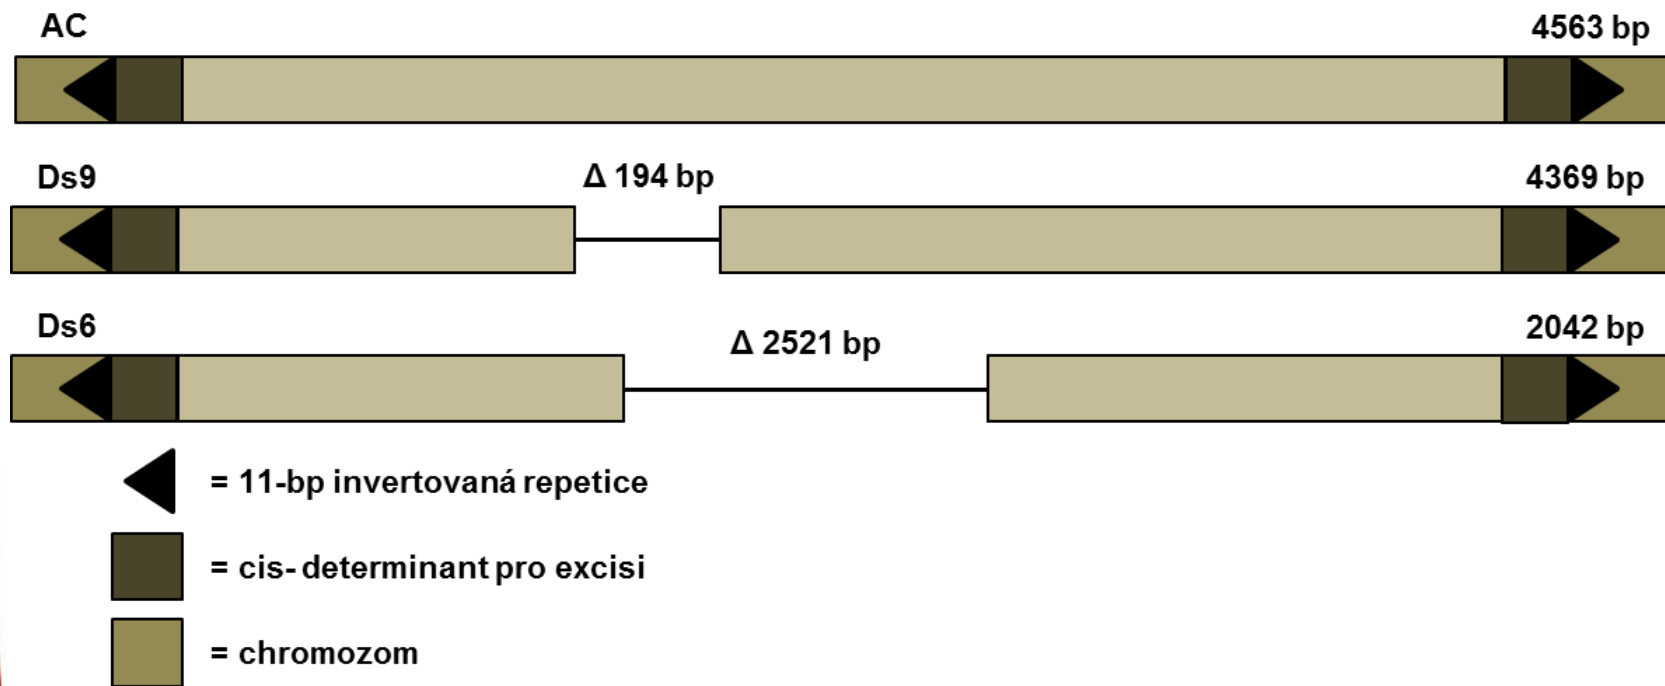 AC 4563 bp
Ds9 Δ 194 bp 4369 bp
Ds6 Δ 2521 bp 2042 bp
= 11-bp invertovaná repetice
= cis- determinant pro excisi
= chromozom